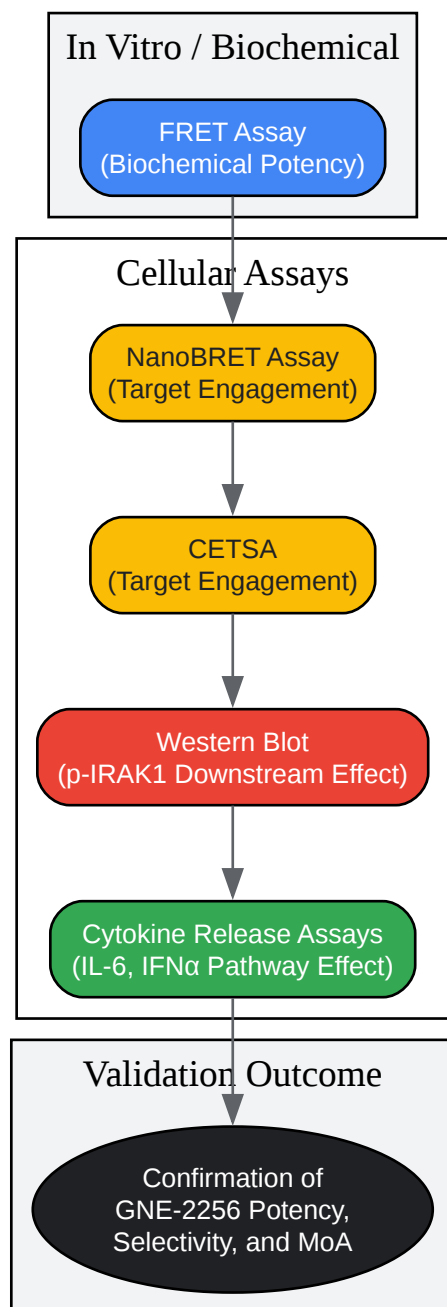 In Vitro / Biochemical
FRET Assay
(Biochemical Potency)
Cellular Assays
NanoBRET Assay
(Target Engagement)
CETSA
(Target Engagement)
Western Blot
(p-IRAK1 Downstream Effect)
Cytokine Release Assays
(IL-6, IFNα Pathway Effect)
Validation Outcome
Confirmation of
GNE-2256 Potency,
Selectivity, and MoA